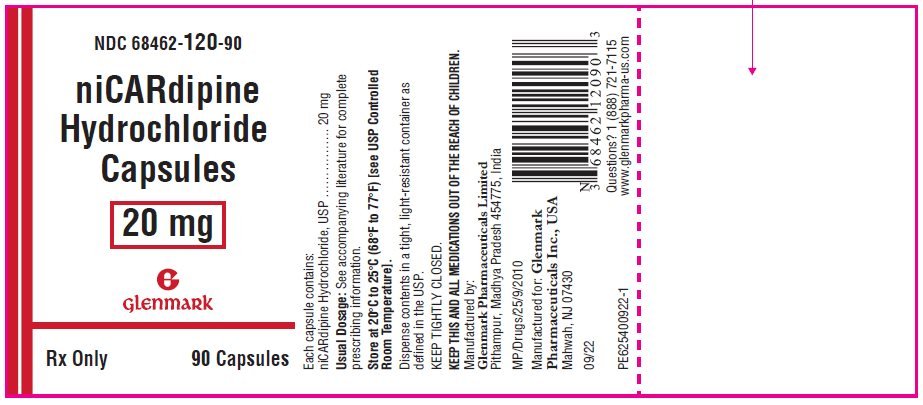 NDC 68462-120-90
niCARdipine
Hydrochloride
Capsules
20 mg
glenmark
Rx Only 90 Capsules
Each capsule contains:
niCARdipine Hydrochloride, USP .................. 20 mg
Usual Dosage: See accompanying literature for complete
prescribing information.
Store at 20°C to 25°C (68°F to 77°F) [see USP Controlled
Room Temperature].
Dispense contents in a tight, light-resistant container as
defined in the USP.
KEEP TIGHTLY CLOSED.
KEEP THIS AND ALL MEDICATIONS OUT OF THE REACH OF CHILDREN.
Manufactured by:
Glenmark Pharmaceuticals Limited
Pithampur, Madhya Pradesh 454775, India
MP/Drugs/25/9/2010
Manufactured for: Glenmark
Pharmaceuticals Inc., USA
Mahwah, NJ 07430
09/22
N
3 68462 12090 3
Questions? 1 (888) 721-7115
www.glenmarkpharma-us.com
PE625400922-1